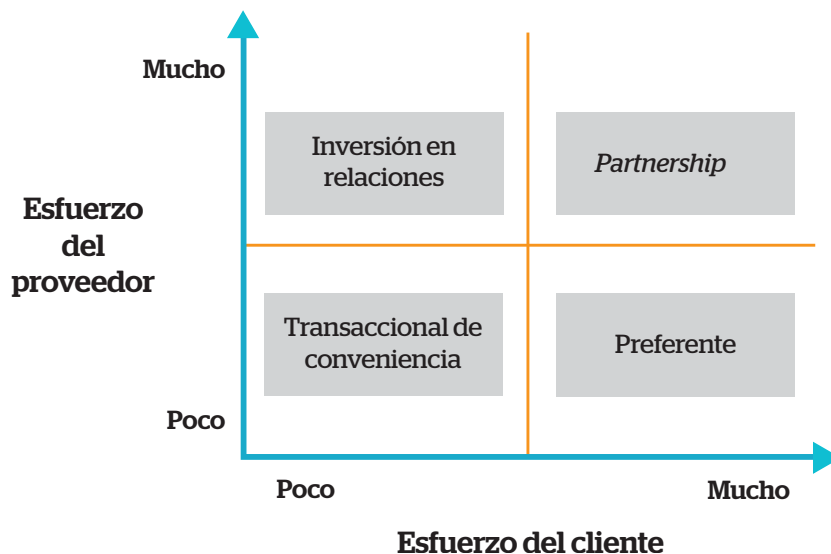 Mucho
Inversión en
relaciones
Partnership
Esfuerzo
del
proveedor
Transaccional de
conveniencia
Preferente
Poco
Poco
Mucho
Esfuerzo del cliente